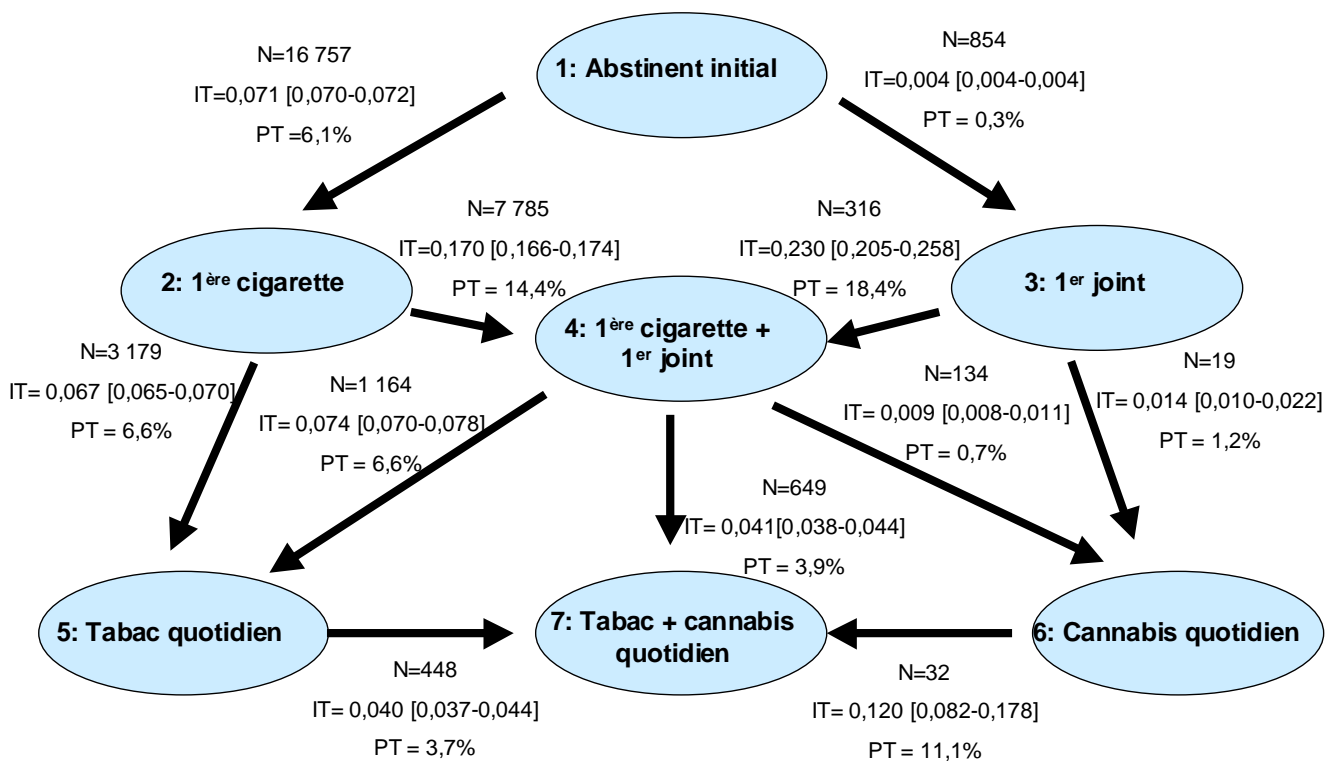 N=854
N=16 757
1: Abstinent initial
IT=0,004 [0,004-0,004]
IT=0,071 [0,070-0,072]
PT = 0,3%
PT =6,1%
N=7 785
N=316
IT=0,170 [0,166-0,174]
IT=0,230 [0,205-0,258]
2: 1ère cigarette
PT = 14,4%
PT = 18,4%
3: 1er joint
4: 1ère cigarette +
1er joint
N=3 179
IT= 0,067 [0,065-0,070]
PT = 6,6%
N=1 164
IT= 0,074 [0,070-0,078]
PT = 6,6%
N=134
IT= 0,009 [0,008-0,011]
PT = 0,7%
N=19
IT= 0,014 [0,010-0,022]
PT = 1,2%
N=649
IT= 0,041[0,038-0,044]
PT = 3,9%
5: Tabac quotidien
7: Tabac + cannabis
quotidien
6: Cannabis quotidien
N=448
IT= 0,040 [0,037-0,044]
PT = 3,7%
N=32
IT= 0,120 [0,082-0,178]
PT = 11,1%